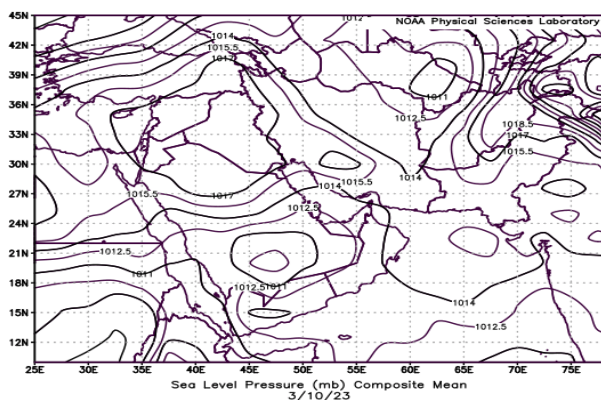 NOAA Physical Sciences Laboratory
45N
42N
39N
36N
33N
30N
27N
24N
21N
18N
15N
12N
1014
1012
1015.5
1017
L
1011
1012.5
1018.5
1017
1015.5
1014
1015.5
1017
1015.5
1014
1012.5
1012.5
1011
1012.5
1011
1014
1012.5
25E 30E 35E 40E 45E 50E 55E 60E 65E 70E 75E
Sea Level Pressure (mb) Composite Mean
3/10/23